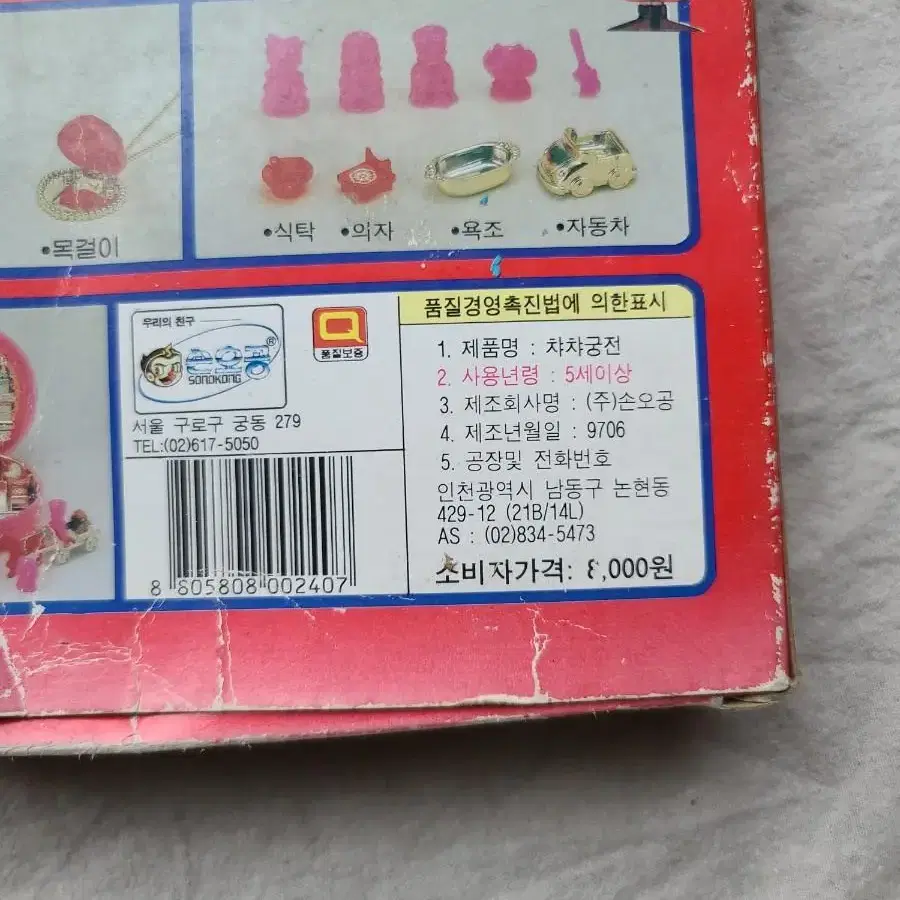 •목걸이
•식탁 •의자 •욕조 •자동차
우리의 친구
손오공®
SONOKONG
Q
품질보증
서울 구로구 궁동 279
TEL:(02)617-5050
8 805808 002407
품질경영촉진법에 의한표시
1. 제품명 : 챠챠궁전
2. 사용년령 : 5세이상
3. 제조회사명 : (주)손오공
4. 제조년월일 : 9706
5. 공장및 전화번호
인천광역시 남동구 논현동
429-12 (21B/14L)
AS : (02)834-5473
소비자가격: 8,000원